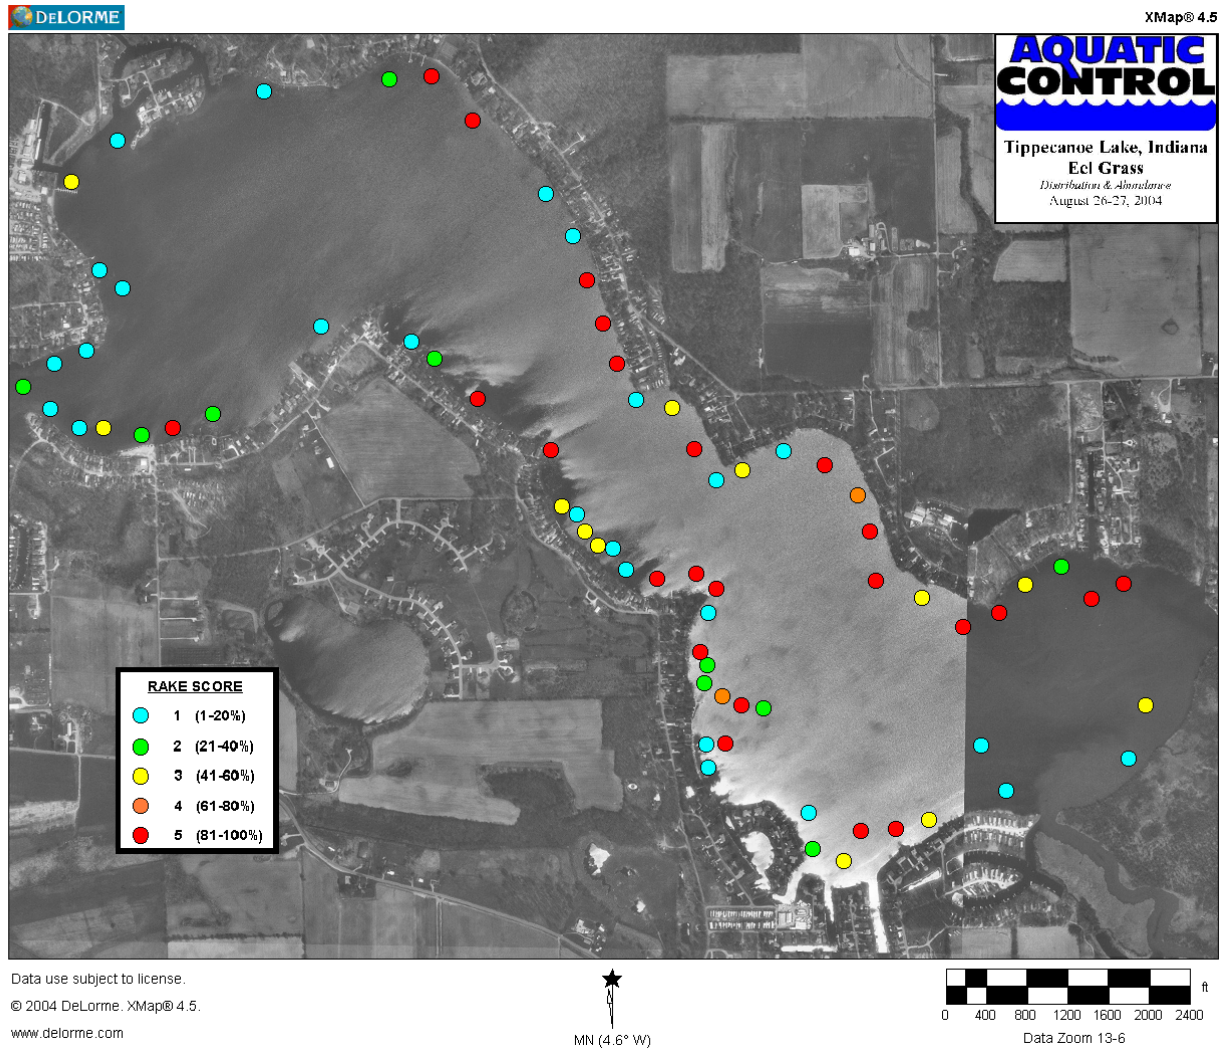 DELORME
XMap® 4.5
AQUATIC
CONTROL
Tippecanoe Lake, Indiana
Eel Grass
Distribution & Abundance
August 26-27, 2004
RAKE SCORE
1 (1-20%)
2 (21-40%)
3 (41-60%)
4 (61-80%)
5 (81-100%)
Data use subject to license.
© 2004 DeLorme. XMap® 4.5.
www.delorme.com
MN (4.6° W)
ft
0 400 800 1200 1600 2000 2400
Data Zoom 13-6